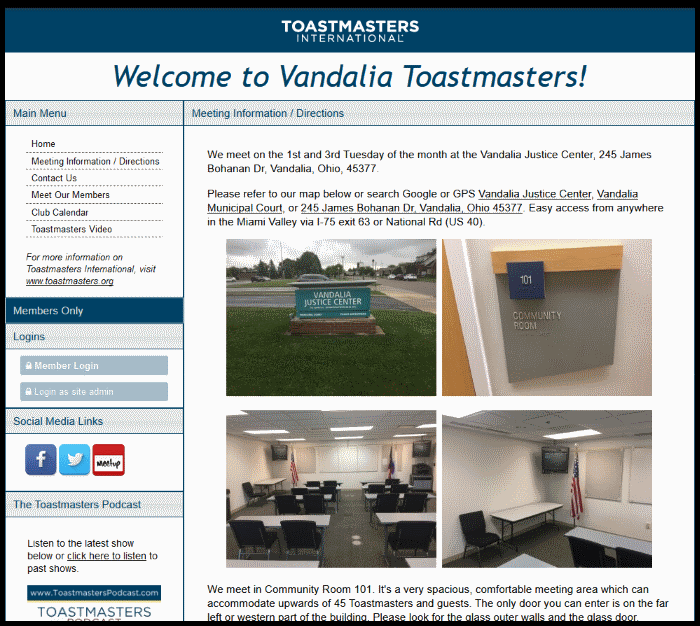 TOASTMASTERS
INTERNATIONAL
Welcome to Vandalia Toastmasters!
Main Menu
Home
Meeting Information / Directions
Contact Us
Meet Our Members
Club Calendar
Toastmasters Video
For more information on
Toastmasters International, visit
www.toastmasters.org
Members Only
Logins
Member Login
Login as site admin
Social Media Links
f
Meetup
The Toastmasters Podcast
Listen to the latest show
below or click here to listen to
past shows.
www.ToastmastersPodcast.com
TOASTMASTERS
PODCAST
Meeting Information / Directions
We meet on the 1st and 3rd Tuesday of the month at the Vandalia Justice Center, 245 James
Bohanan Dr, Vandalia, Ohio, 45377.
Please refer to our map below or search Google or GPS Vandalia Justice Center, Vandalia
Municipal Court, or 245 James Bohanan Dr, Vandalia, Ohio 45377. Easy access from anywhere
in the Miami Valley via I-75 exit 63 or National Rd (US 40).
VANDALIA
JUSTICE CENTER
101
COMMUNITY
ROOM
We meet in Community Room 101. It's a very spacious, comfortable meeting area which can
accommodate upwards of 45 Toastmasters and guests. The only door you can enter is on the far
left or western part of the building. Please look for the glass outer walls and the glass door.